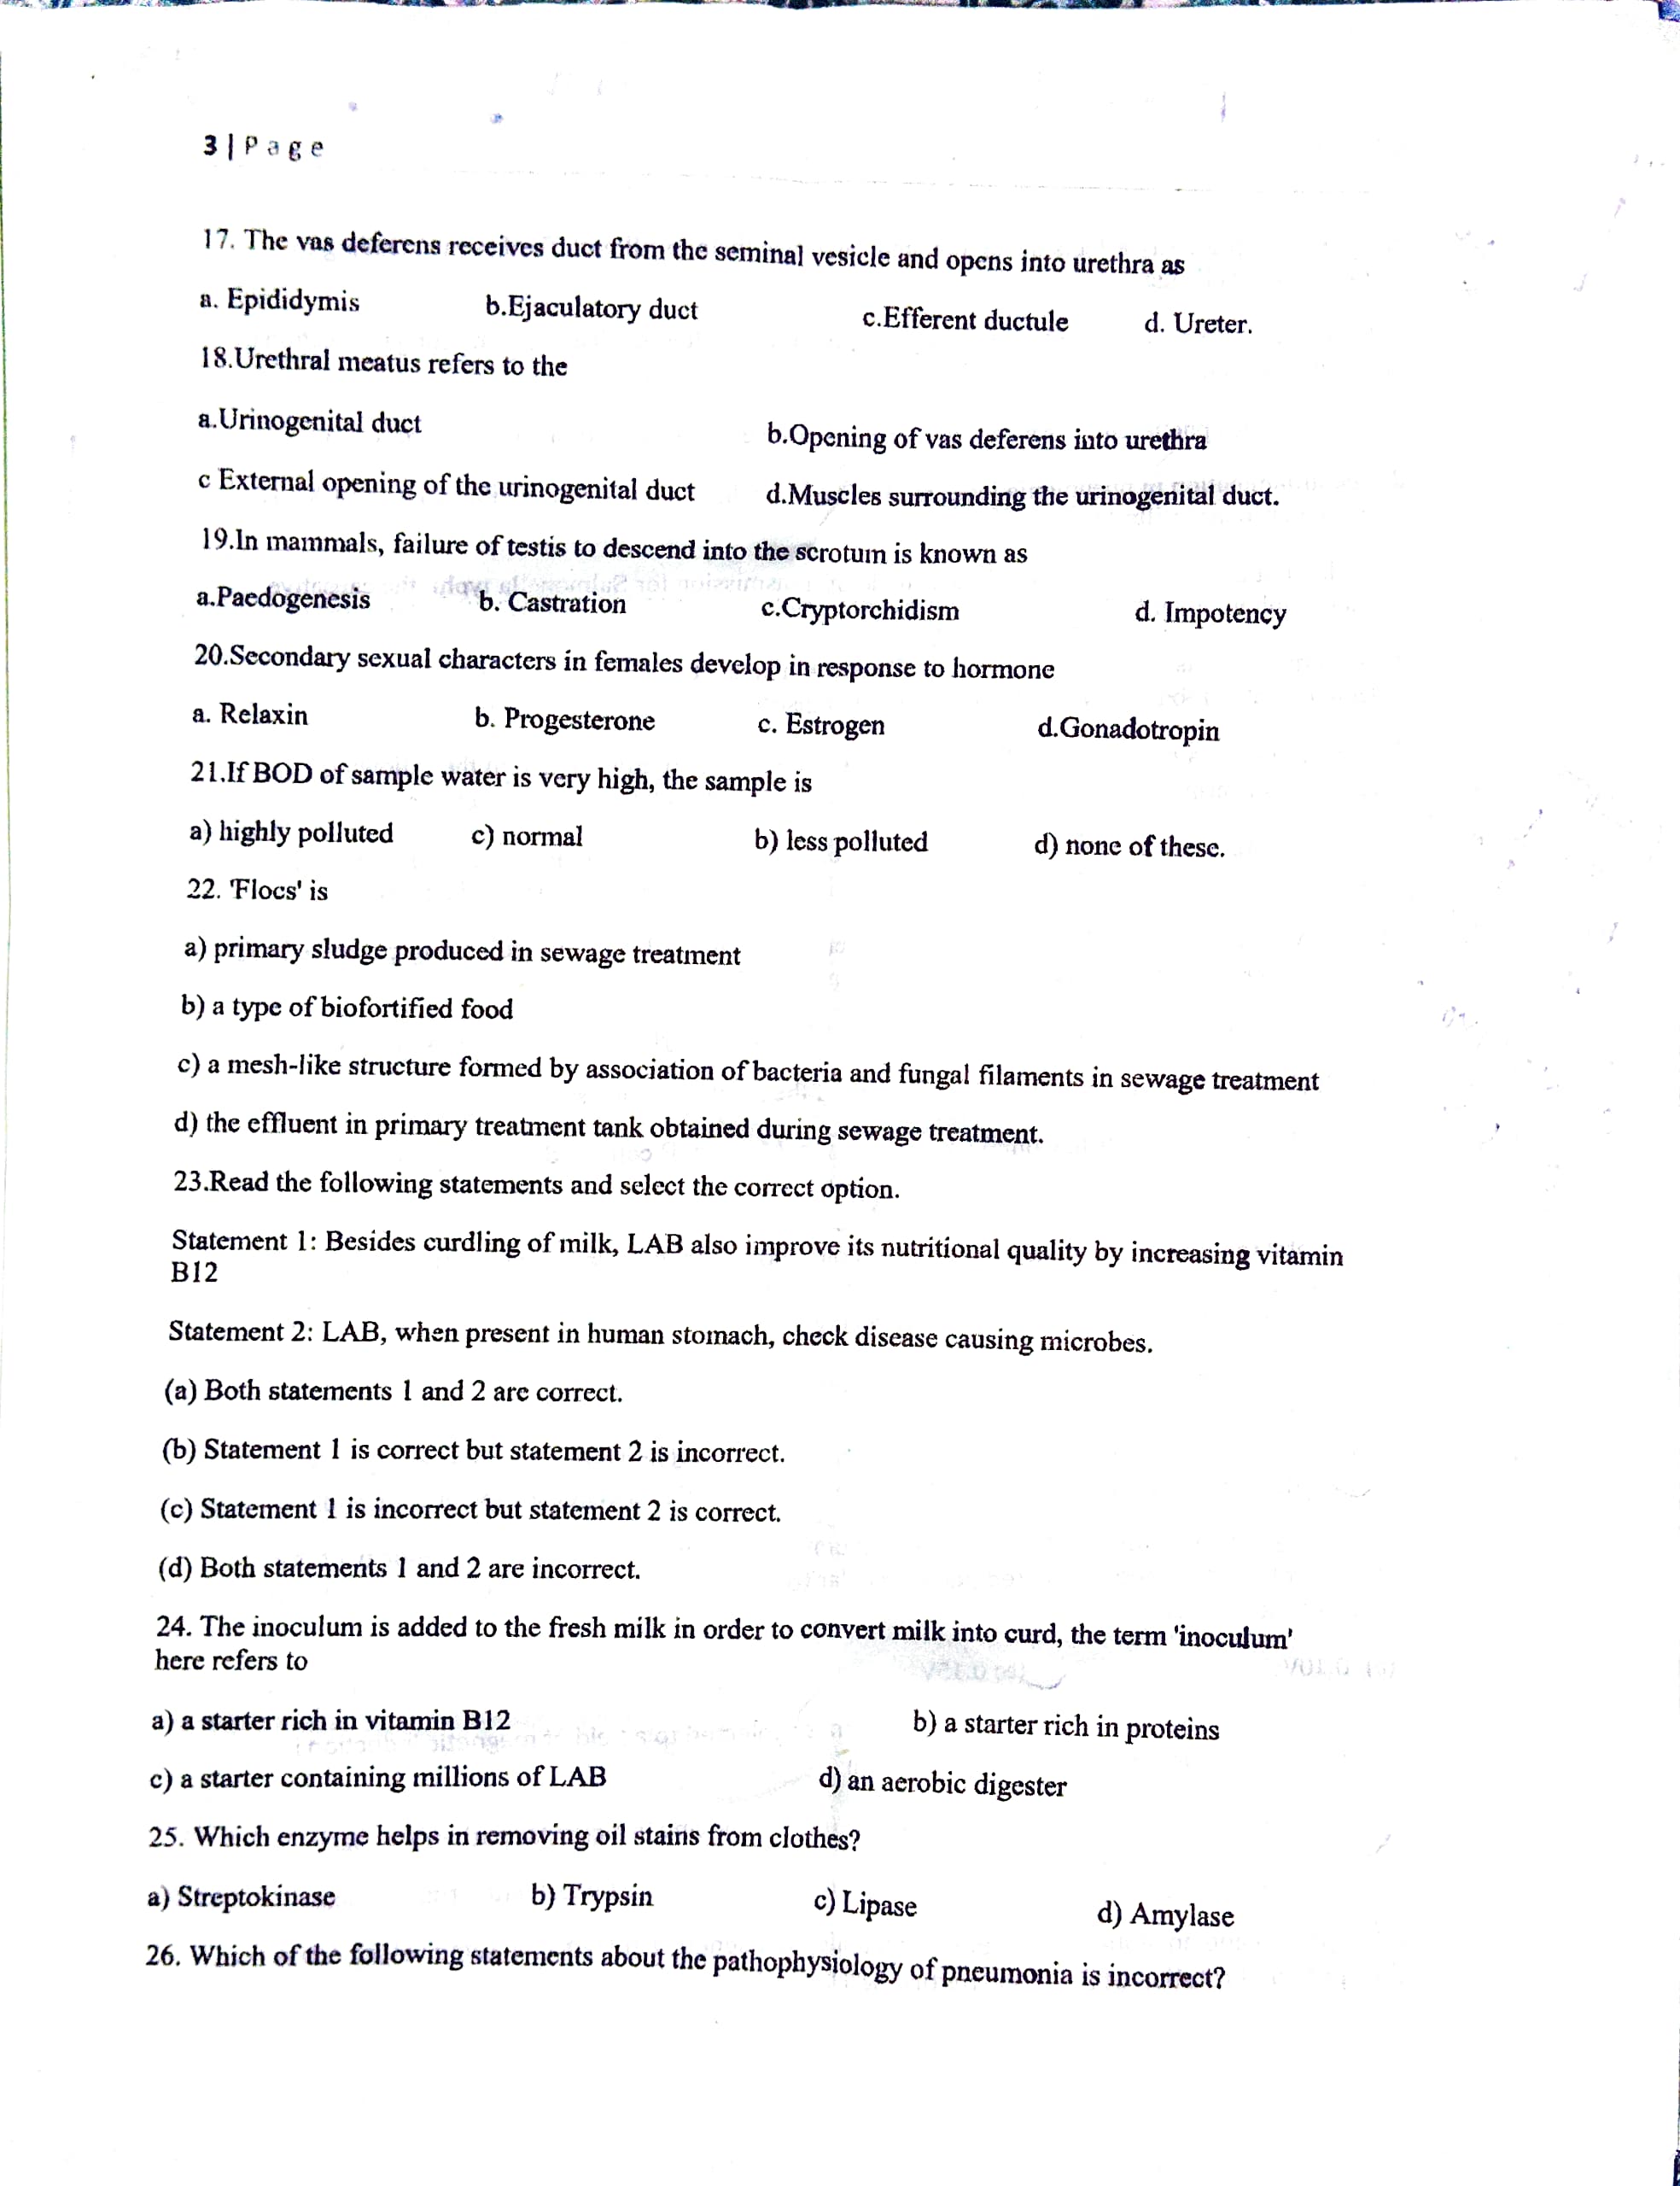 3 | Page
17. The vas deferens receives duct from the seminal vesicle and opens into urethra as
a. Epididymis b.Ejaculatory duct c.Efferent ductule d. Ureter.
18.Urethral meatus refers to the
a.Urinogenital duct b.Opening of vas deferens into urethra
c External opening of the urinogenital duct d.Muscles surrounding the urinogenital duct.
19.In mammals, failure of testis to descend into the scrotum is known as
a.Paedogenesis b. Castration c.Cryptorchidism d. Impotency
20.Secondary sexual characters in females develop in response to hormone
a. Relaxin b. Progesterone c. Estrogen d.Gonadotropin
21.If BOD of sample water is very high, the sample is
a) highly polluted c) normal b) less polluted d) none of these.
22. 'Flocs' is
a) primary sludge produced in sewage treatment
b) a type of biofortified food
c) a mesh-like structure formed by association of bacteria and fungal filaments in sewage treatment
d) the effluent in primary treatment tank obtained during sewage treatment.
23.Read the following statements and select the correct option.
Statement 1: Besides curdling of milk, LAB also improve its nutritional quality by increasing vitamin
B12
Statement 2: LAB, when present in human stomach, check disease causing microbes.
(a) Both statements 1 and 2 are correct.
(b) Statement 1 is correct but statement 2 is incorrect.
(c) Statement 1 is incorrect but statement 2 is correct.
(d) Both statements 1 and 2 are incorrect.
24. The inoculum is added to the fresh milk in order to convert milk into curd, the term 'inoculum'
here refers to
a) a starter rich in vitamin B12 b) a starter rich in proteins
c) a starter containing millions of LAB d) an aerobic digester
25. Which enzyme helps in removing oil stains from clothes?
a) Streptokinase b) Trypsin c) Lipase d) Amylase
26. Which of the following statements about the pathophysiology of pneumonia is incorrect?